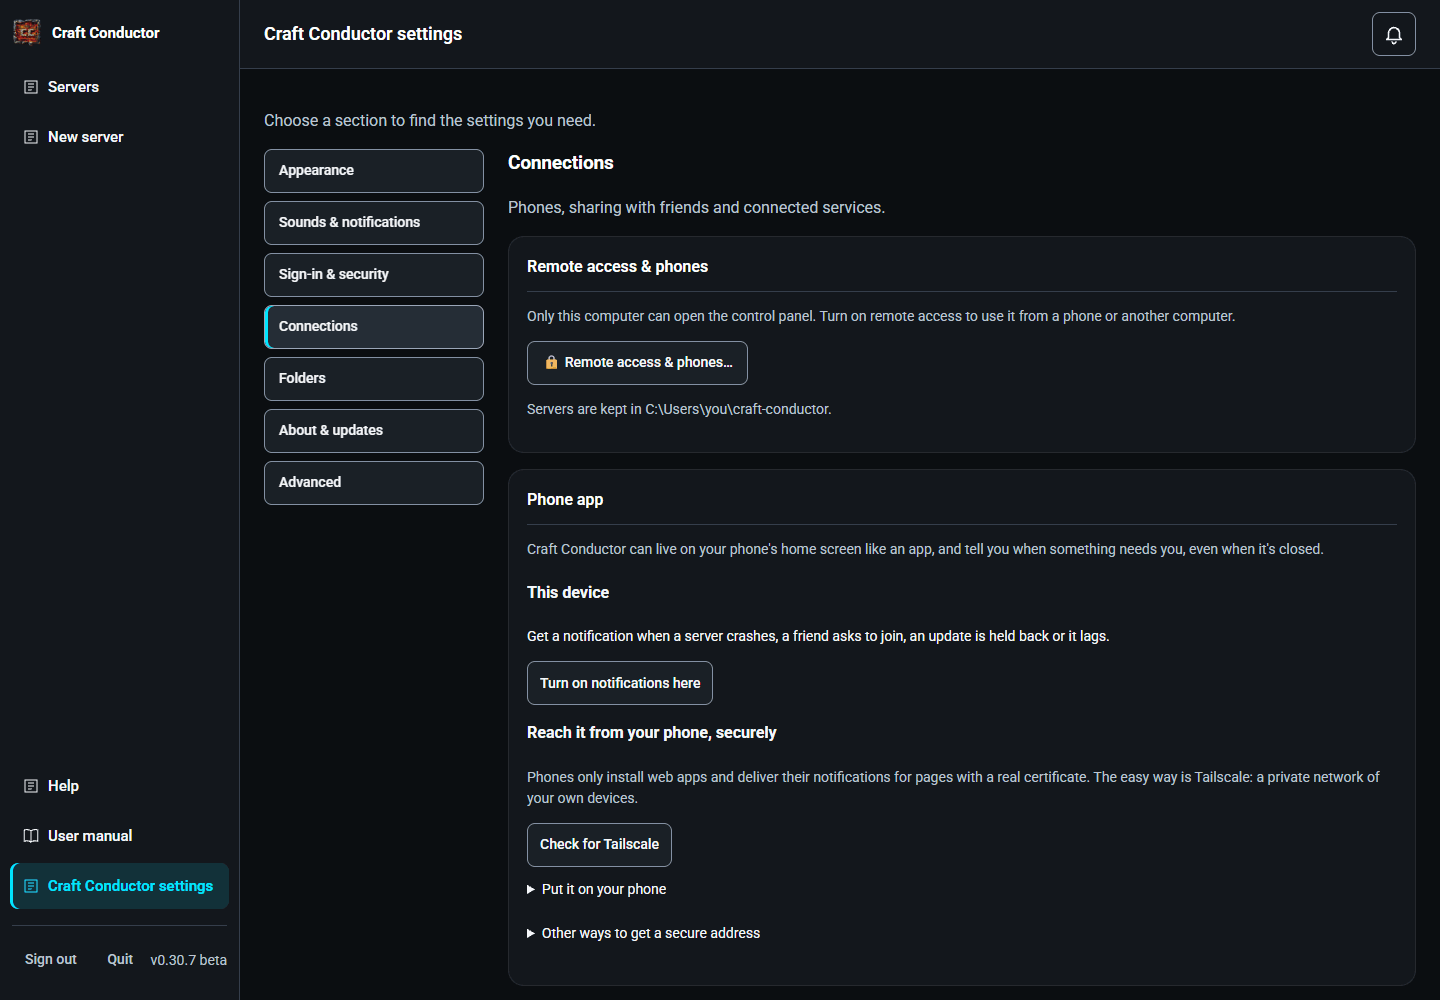 Craft Conductor
Servers
New server
Help
User manual
Craft Conductor settings
Sign out
Quit
v0.30.7 beta
Craft Conductor settings
Choose a section to find the settings you need.
Appearance
Sounds & notifications
Sign-in & security
Connections
Folders
About & updates
Advanced
Connections
Phones, sharing with friends and connected services.
Remote access & phones
Only this computer can open the control panel. Turn on remote access to use it from a phone or another computer.
Remote access & phones...
Servers are kept in C:\Users\you\craft-conductor.
Phone app
Craft Conductor can live on your phone's home screen like an app, and tell you when something needs you, even when it's closed.
This device
Get a notification when a server crashes, a friend asks to join, an update is held back or it lags.
Turn on notifications here
Reach it from your phone, securely
Phones only install web apps and deliver their notifications for pages with a real certificate. The easy way is Tailscale: a private network of
your own devices.
Check for Tailscale
Put it on your phone
Other ways to get a secure address